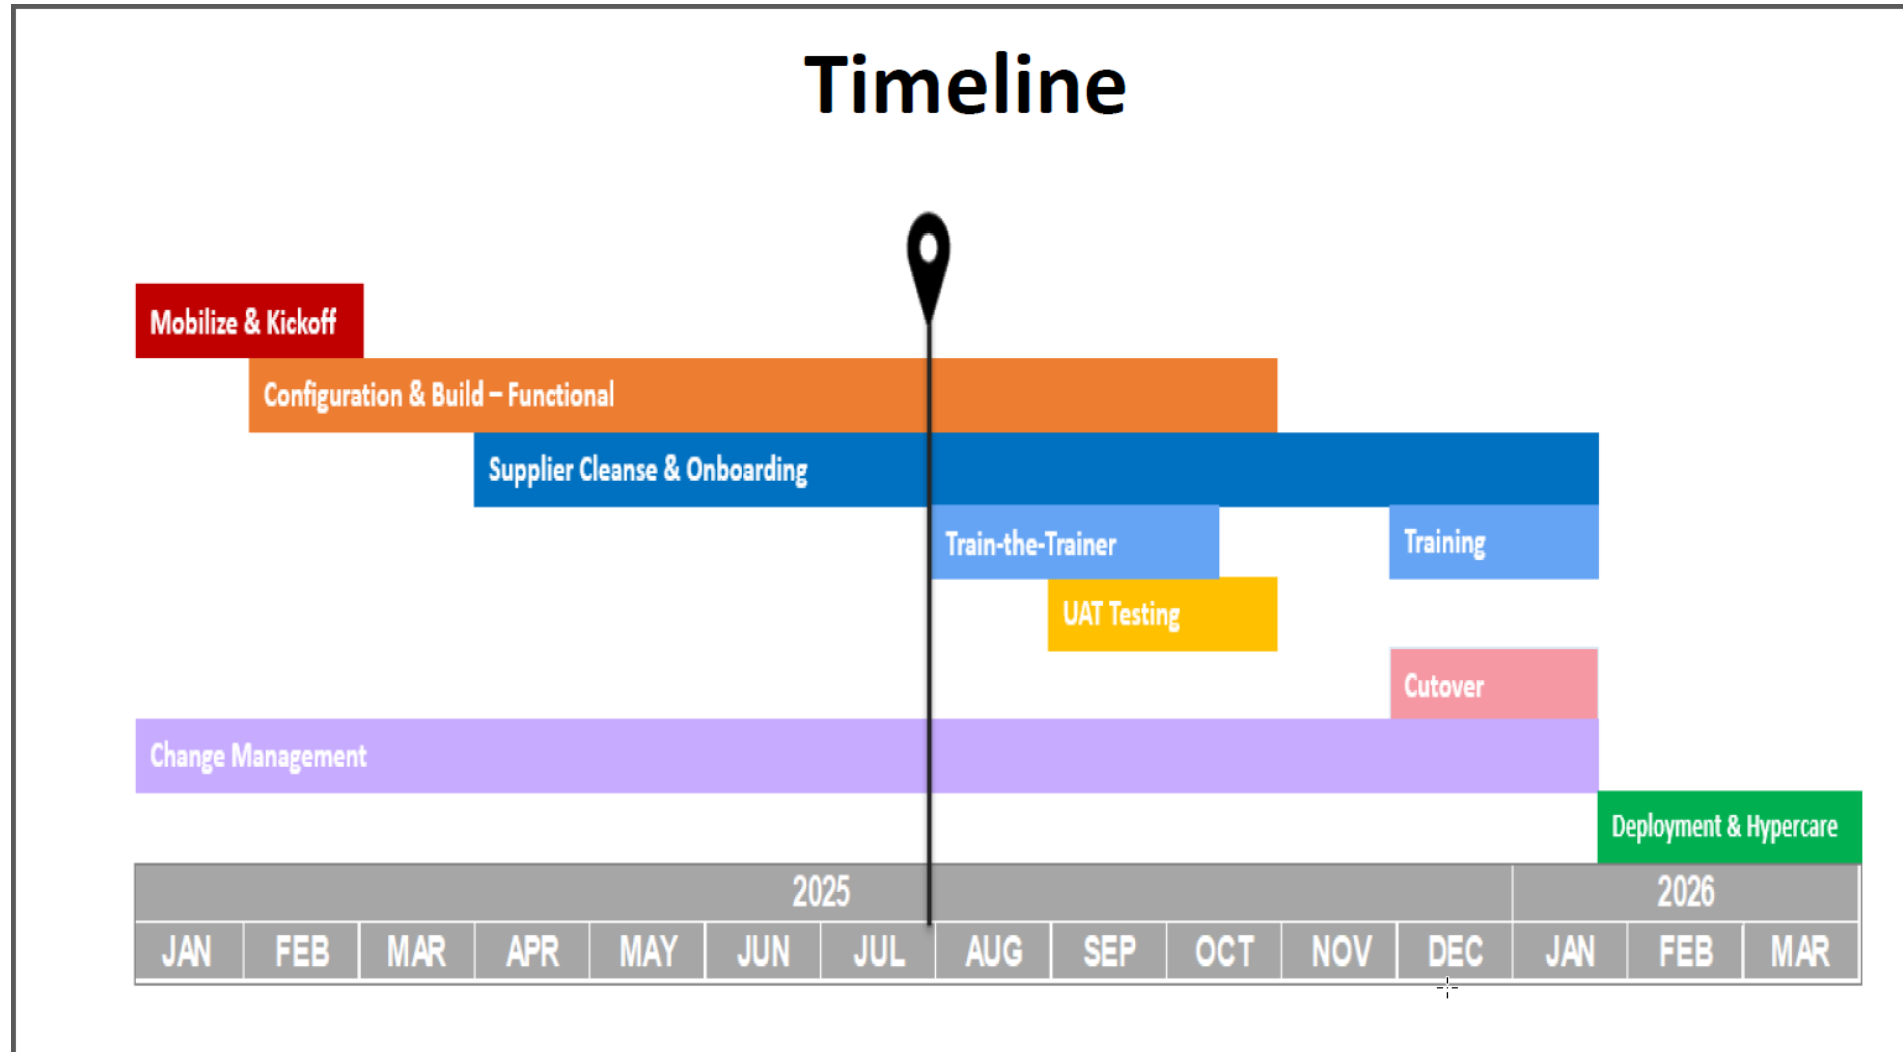 Timeline
Mobilize & Kickoff
Configuration & Build – Functional
Supplier Cleanse & Onboarding
Train-the-Trainer
Training
UAT Testing
Cutover
Change Management
Deployment & Hypercare
2025 2026
JAN FEB MAR APR MAY JUN JUL AUG SEP OCT NOV DEC JAN FEB MAR